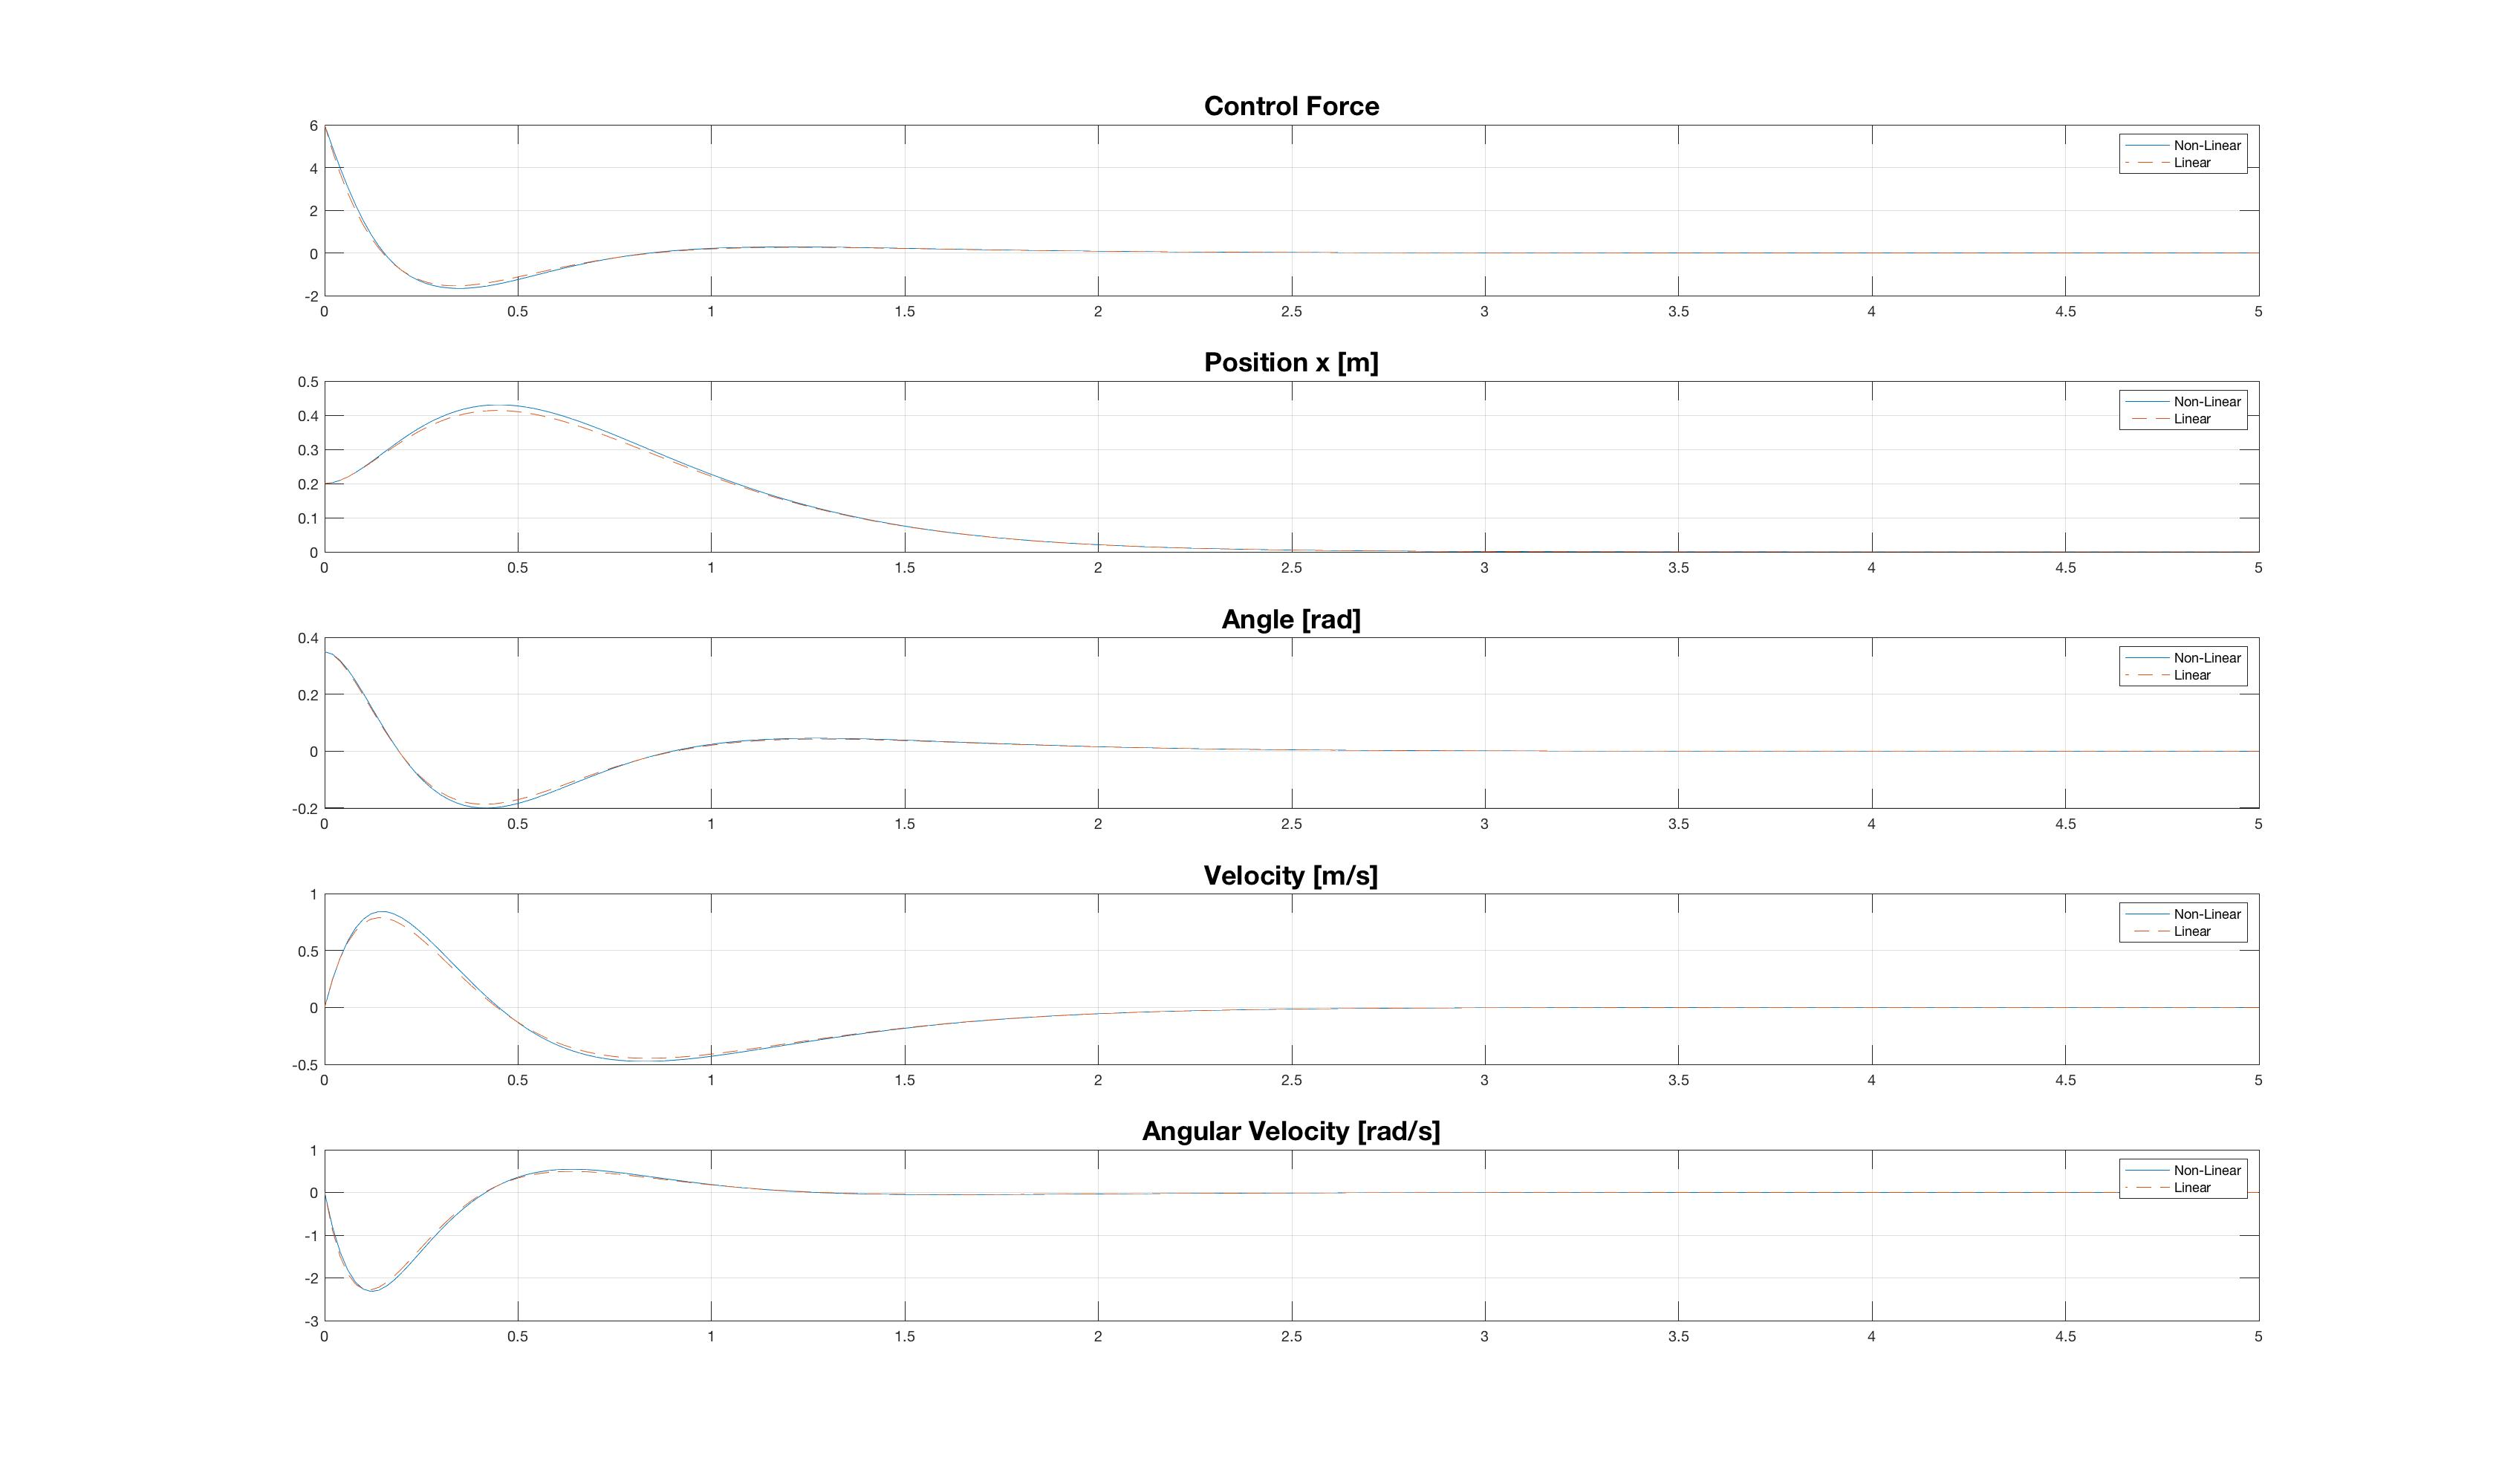 Control Force
6
4
2
0
-2
Non-Linear
Linear
0 0.5 1 1.5 2 2.5 3 3.5 4 4.5 5
Position x [m]
0.5
0.4
0.3
0.2
0.1
0
Non-Linear
Linear
0 0.5 1 1.5 2 2.5 3 3.5 4 4.5 5
Angle [rad]
0.4
0.2
0
-0.2
Non-Linear
Linear
0 0.5 1 1.5 2 2.5 3 3.5 4 4.5 5
Velocity [m/s]
1
0.5
0
-0.5
Non-Linear
Linear
0 0.5 1 1.5 2 2.5 3 3.5 4 4.5 5
Angular Velocity [rad/s]
1
0
-1
-2
-3
Non-Linear
Linear
0 0.5 1 1.5 2 2.5 3 3.5 4 4.5 5